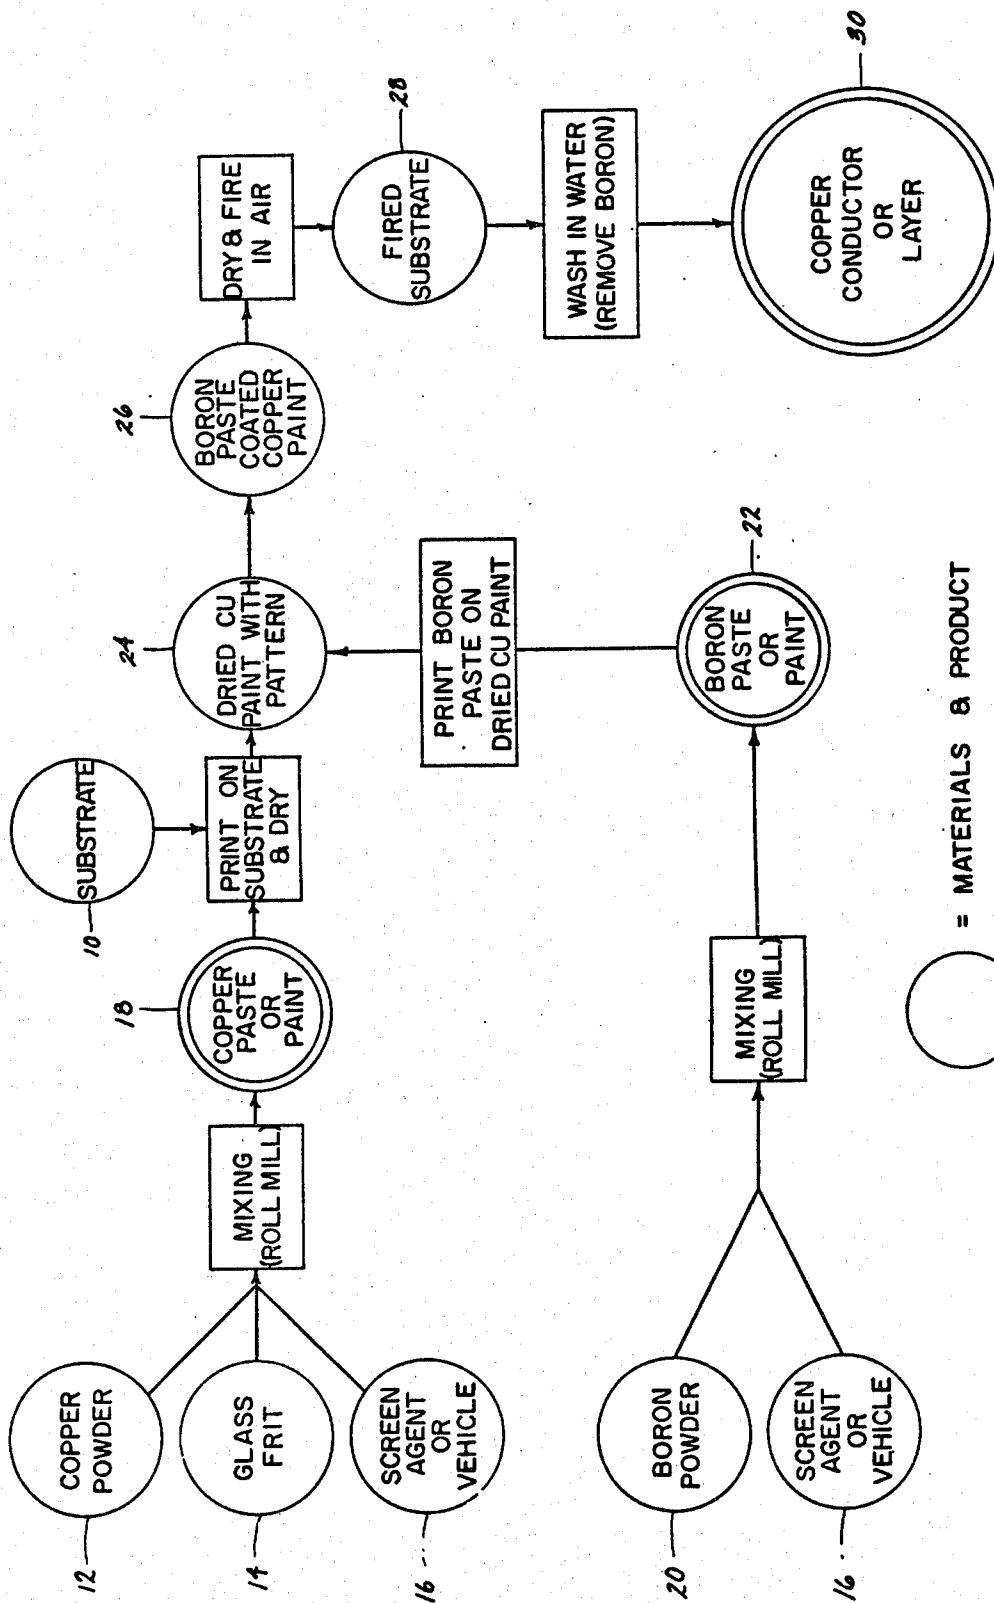 12
COPPER
POWDER
14
GLASS
FRIT
16
SCREEN
AGENT
OR
VEHICLE
MIXING
(ROLL MILL)
18
COPPER
PASTE
OR
PAINT
10
SUBSTRATE
PRINT ON
SUBSTRATE
& DRY
24
DRIED CU
PAINT WITH
PATTERN
26
BORON
PASTE
COATED
COPPER
PAINT
DRY & FIRE
IN AIR
28
FIRED
SUBSTRATE
WASH IN WATER
(REMOVE BORON)
30
COPPER
CONDUCTOR
OR
LAYER
20
BORON
POWDER
16
SCREEN
AGENT
OR
VEHICLE
MIXING
(ROLL MILL)
22
BORON
PASTE
OR
PAINT
PRINT BORON
PASTE ON
DRIED CU PAINT
= MATERIALS & PRODUCT